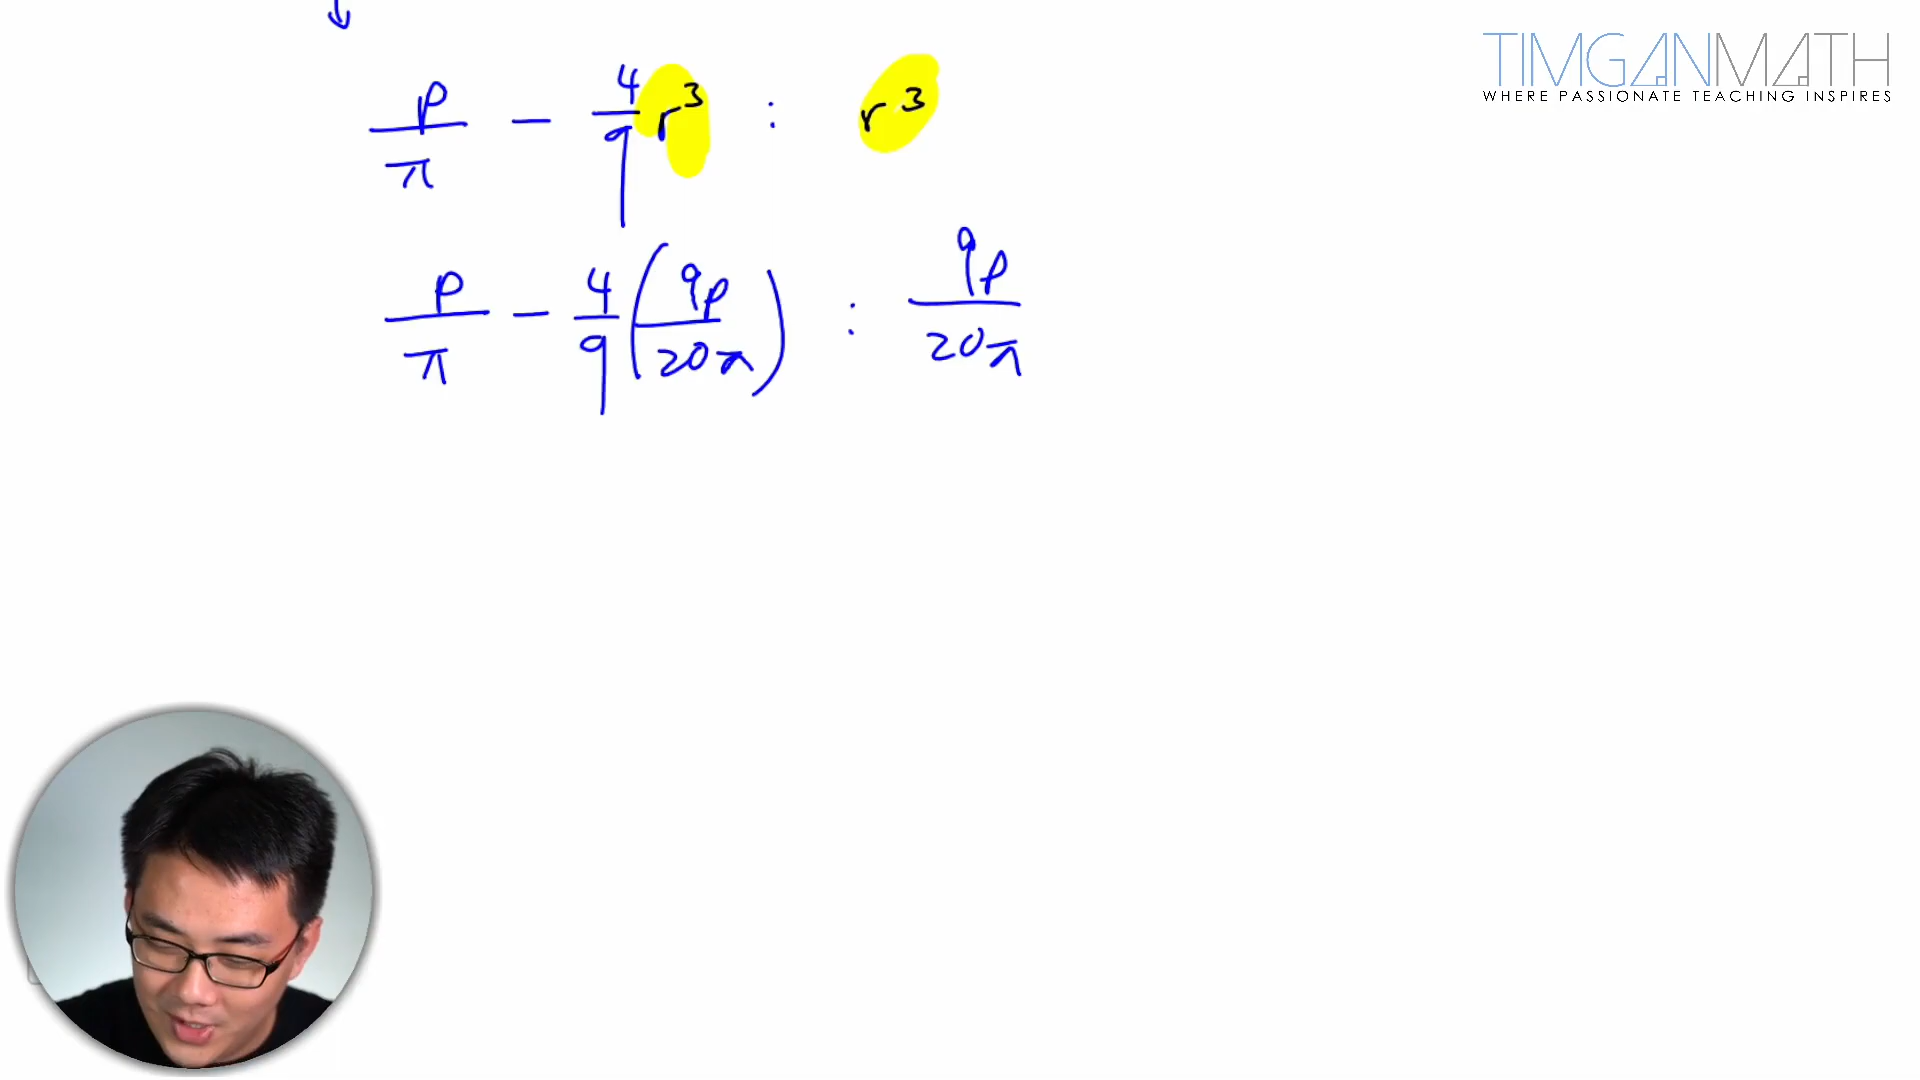 TIMGANMATH
WHERE PASSIONATE TEACHING INSPIRES
p/π − 4/9 r³ : r³
p/π − 4/9 (9p/20π) : 9p/20π